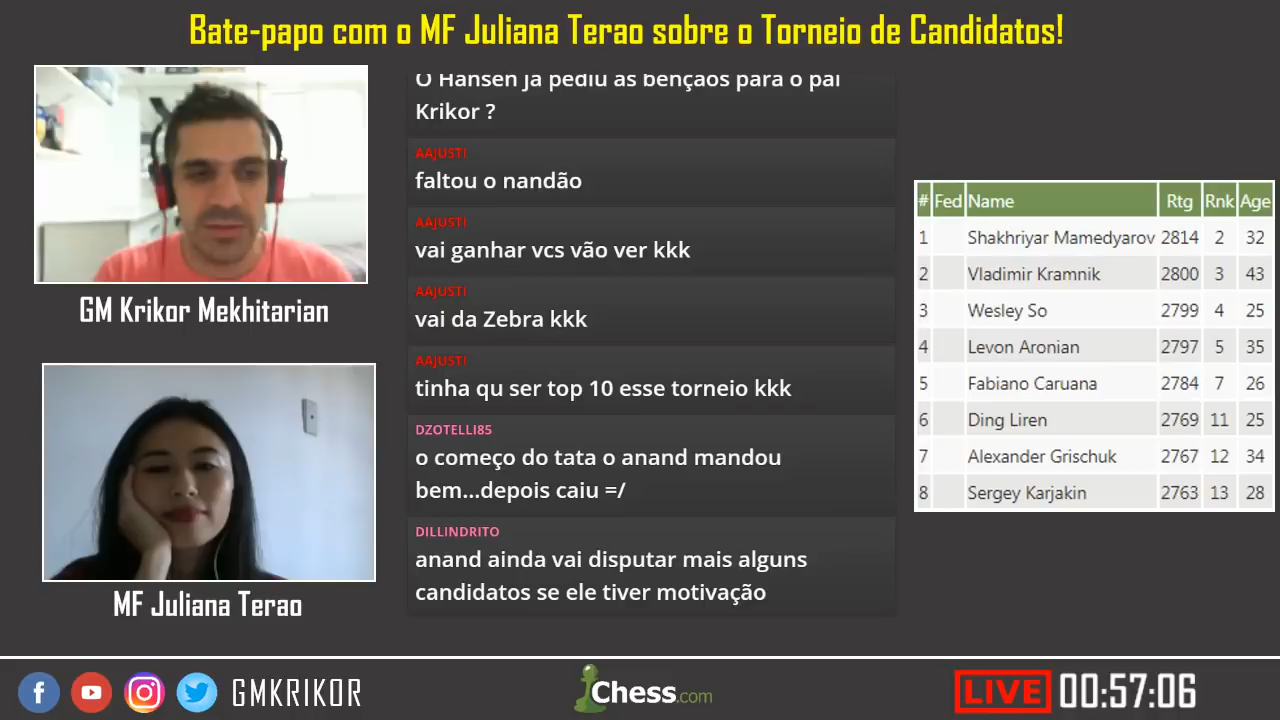 Bate-papo com o MF Juliana Terao sobre o Torneio de Candidatos!
GM Krikor Mekhitarian
MF Juliana Terao
O Hansen já pediu as bençãos para o pai
Krikor ?
AAJUSTI
faltou o nandão
AAJUSTI
vai ganhar vcs vão ver kkk
AAJUSTI
vai da Zebra kkk
AAJUSTI
tinha qu ser top 10 esse torneio kkk
DZOTELLI85
o começo do tata o anand mandou
bem...depois caiu =/
DILLINDRITO
anand ainda vai disputar mais alguns
candidatos se ele tiver motivação
# Fed Name Rtg Rnk Age
1 Shakhriyar Mamedyarov 2814 2 32
2 Vladimir Kramnik 2800 3 43
3 Wesley So 2799 4 25
4 Levon Aronian 2797 5 35
5 Fabiano Caruana 2784 7 26
6 Ding Liren 2769 11 25
7 Alexander Grischuk 2767 12 34
8 Sergey Karjakin 2763 13 28
GMKRIKOR
Chess.com
LIVE 00:57:06